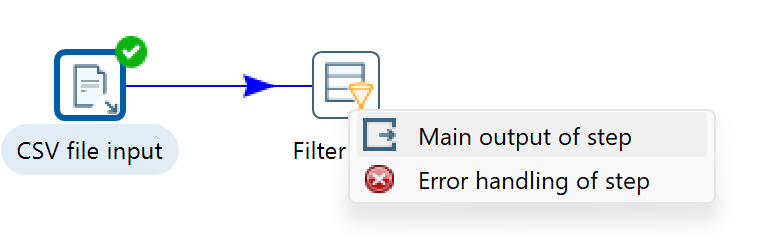 CSV file input
Filter
Main output of step
Error handling of step